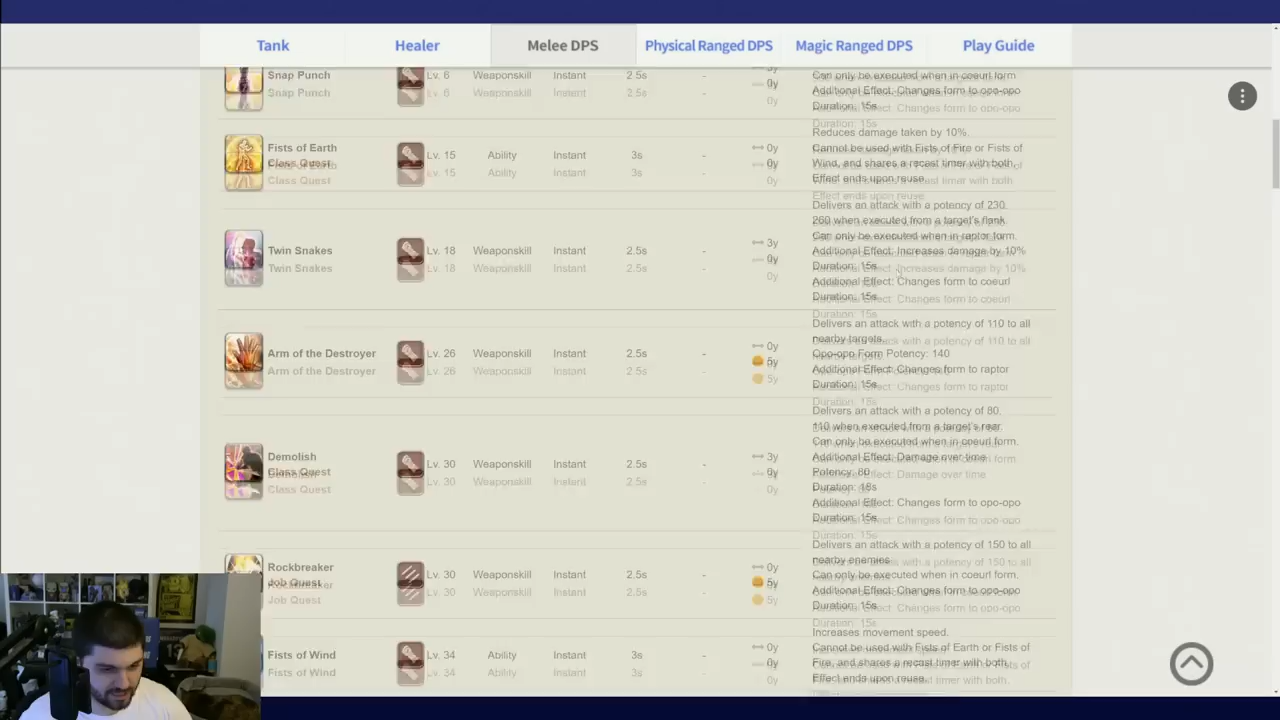 Tank Healer Melee DPS Physical Ranged DPS Magic Ranged DPS Play Guide
Snap Punch Lv. 6 Weaponskill Instant 2.5s - 3y
0y
Can only be executed when in coeurl form.
Additional Effect: Changes form to opo-opo
Duration: 15s
Fists of Earth
Class Quest
Lv. 15 Ability Instant 3s - 0y
0y
Reduces damage taken by 10%.
Cannot be used with Fists of Fire or Fists of
Wind, and shares a recast timer with both.
Effect ends upon reuse.
Twin Snakes Lv. 18 Weaponskill Instant 2.5s - 3y
0y
Delivers an attack with a potency of 230.
260 when executed from a target's flank.
Can only be executed when in raptor form.
Additional Effect: Increases damage by 10%
Duration: 15s
Additional Effect: Changes form to coeurl
Duration: 15s
Arm of the Destroyer Lv. 26 Weaponskill Instant 2.5s - 0y
5y
Delivers an attack with a potency of 110 to all
nearby targets.
Opo-opo Form Potency: 140
Additional Effect: Changes form to raptor
Duration: 15s
Demolish
Class Quest
Lv. 30 Weaponskill Instant 2.5s - 3y
0y
Delivers an attack with a potency of 80.
110 when executed from a target's rear.
Can only be executed when in coeurl form.
Additional Effect: Damage over time
Potency: 80
Duration: 18s
Additional Effect: Changes form to opo-opo
Duration: 15s
Rockbreaker
Job Quest
Lv. 30 Weaponskill Instant 2.5s - 0y
5y
Delivers an attack with a potency of 150 to all
nearby enemies.
Can only be executed when in coeurl form.
Additional Effect: Changes form to opo-opo
Duration: 15s
Fists of Wind Lv. 34 Ability Instant 3s - 0y
0y
Increases movement speed.
Cannot be used with Fists of Earth or Fists of
Fire, and shares a recast timer with both.
Effect ends upon reuse.